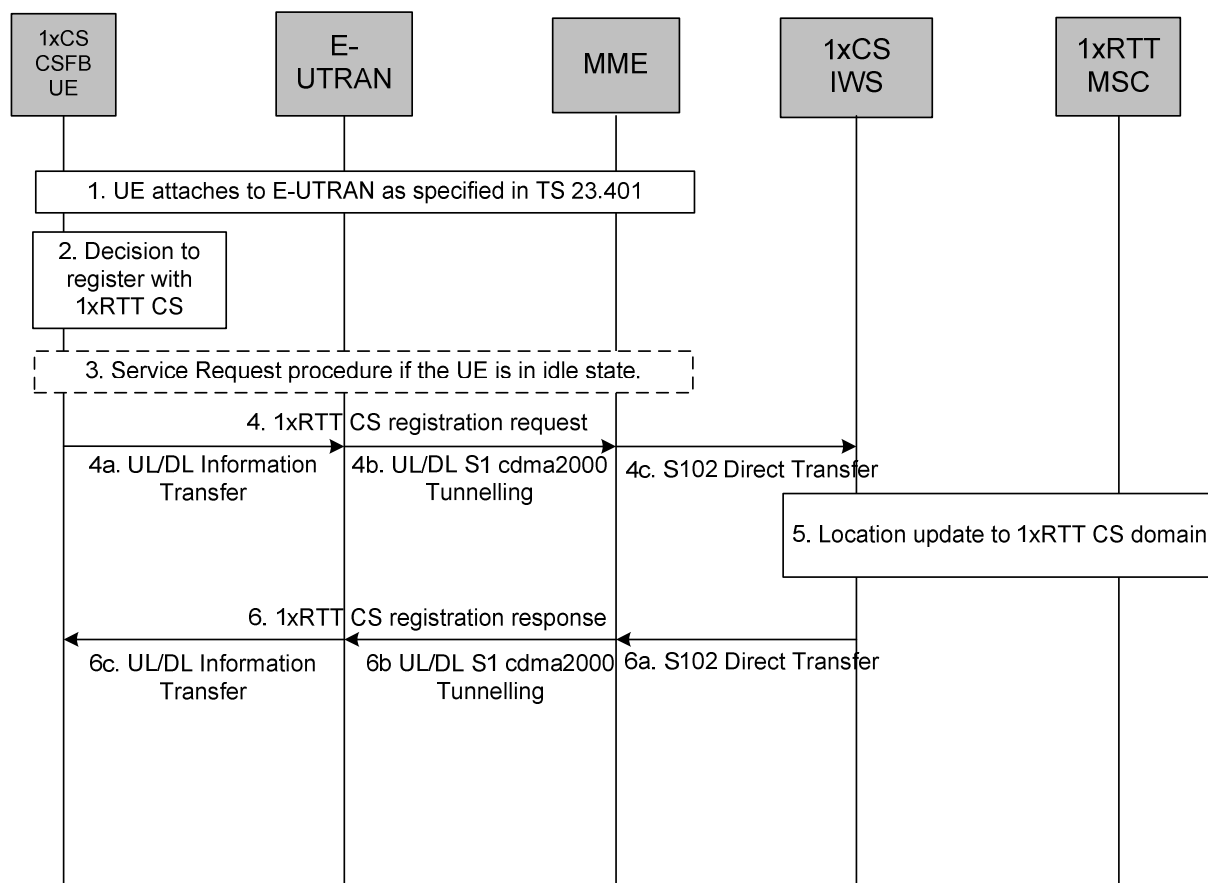 1xCS
CSFB
UE
E-
UTRAN
MME
1xCS
IWS
1xRTT
MSC
1. UE attaches to E-UTRAN as specified in TS 23.401
2. Decision to
register with
1xRTT CS
3. Service Request procedure if the UE is in idle state.
4. 1xRTT CS registration request
4a. UL/DL Information
Transfer
4b. UL/DL S1 cdma2000
Tunnelling
4c. S102 Direct Transfer
5. Location update to 1xRTT CS domain
6. 1xRTT CS registration response
6c. UL/DL Information
Transfer
6b UL/DL S1 cdma2000
Tunnelling
6a. S102 Direct Transfer